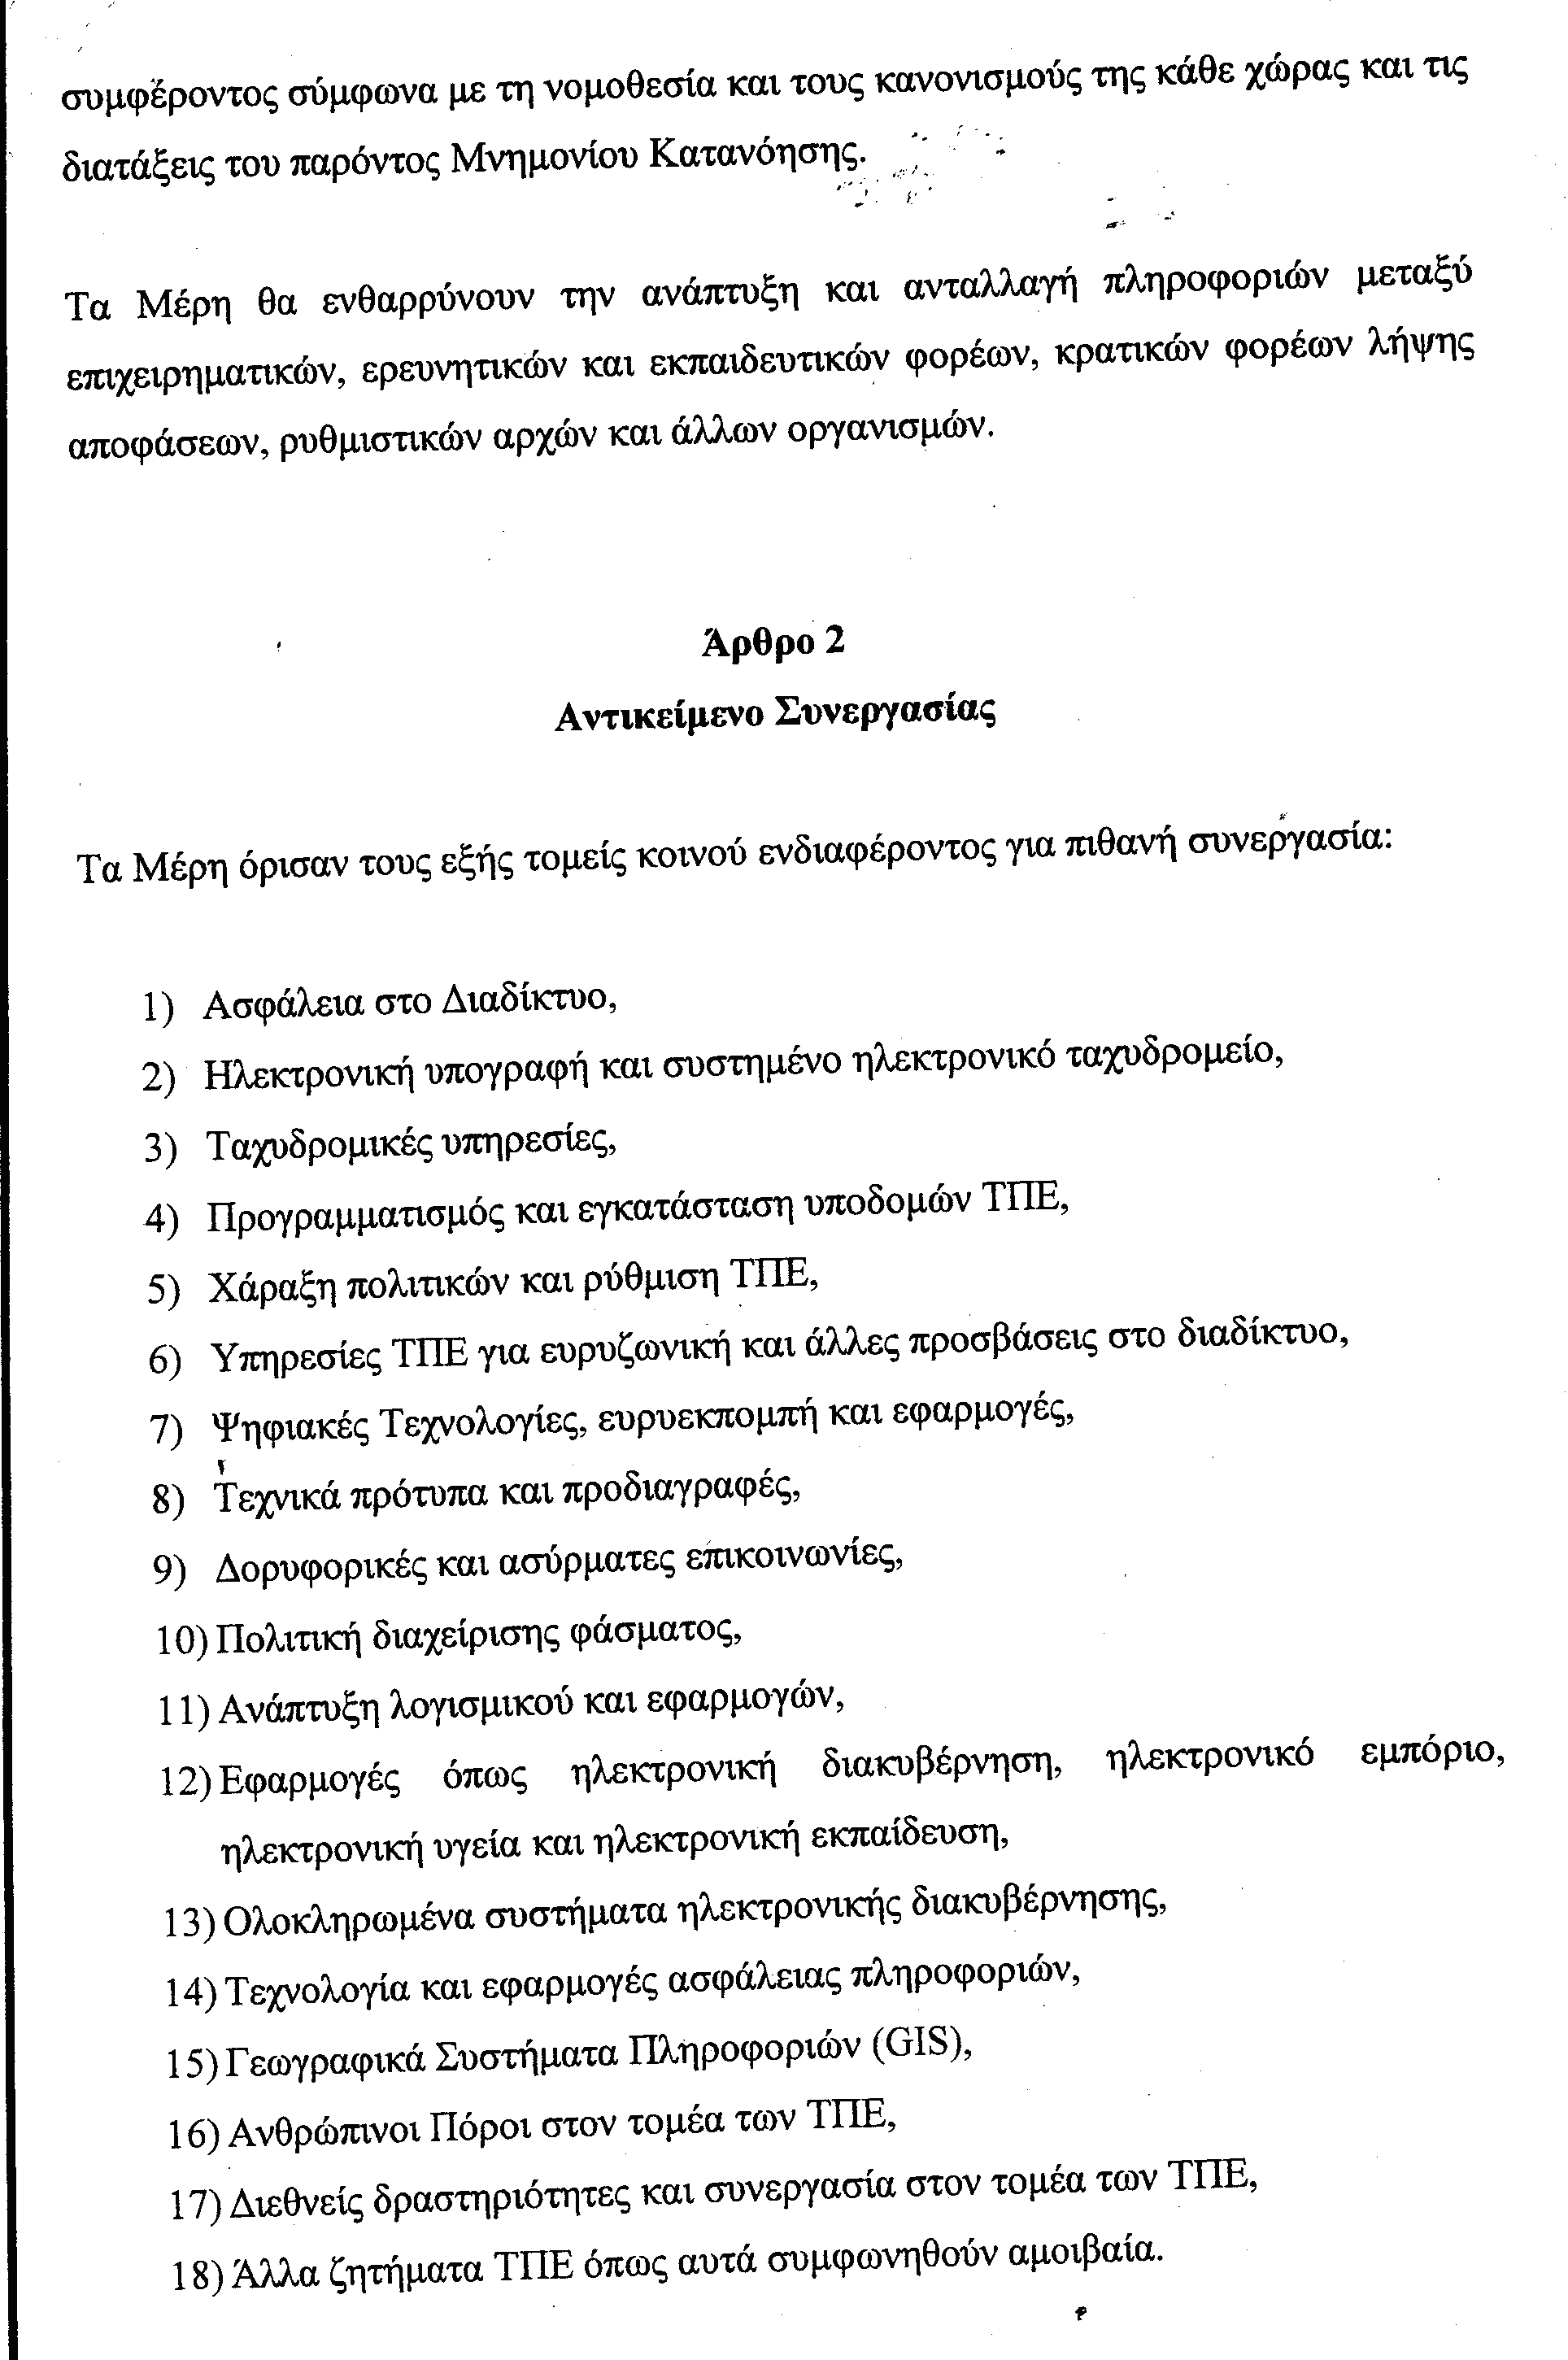 συμφέροντος σύμφωνα με τη νομοθεσία και τους κανονισμούς της κάθε χώρας και τις
διατάξεις του παρόντος Μνημονίου Κατανόησης.
Τα Μέρη θα ενθαρρύνουν την ανάπτυξη και ανταλλαγή πληροφοριών μεταξύ
επιχειρηματικών, ερευνητικών και εκπαιδευτικών φορέων, κρατικών φορέων λήψης
αποφάσεων, ρυθμιστικών αρχών και άλλων οργανισμών.
Άρθρο 2
Αντικείμενο Συνεργασίας
Τα Μέρη όρισαν τους εξής τομείς κοινού ενδιαφέροντος για πιθανή συνεργασία:
1) Ασφάλεια στο Διαδίκτυο,
2) Ηλεκτρονική υπογραφή και συστημένο ηλεκτρονικό ταχυδρομείο,
3) Ταχυδρομικές υπηρεσίες,
4) Προγραμματισμός και εγκατάσταση υποδομών ΤΠΕ,
5) Χάραξη πολιτικών και ρύθμιση ΤΠΕ,
6) Υπηρεσίες ΤΠΕ για ευρυζωνική και άλλες προσβάσεις στο διαδίκτυο,
7) Ψηφιακές Τεχνολογίες, ευρυεκπομπή και εφαρμογές,
8) Τεχνικά πρότυπα και προδιαγραφές,
9) Δορυφορικές και ασύρματες επικοινωνίες,
10) Πολιτική διαχείρισης φάσματος,
11) Ανάπτυξη λογισμικού και εφαρμογών,
12) Εφαρμογές όπως ηλεκτρονική διακυβέρνηση, ηλεκτρονικό εμπόριο,
ηλεκτρονική υγεία και ηλεκτρονική εκπαίδευση,
13) Ολοκληρωμένα συστήματα ηλεκτρονικής διακυβέρνησης,
14) Τεχνολογία και εφαρμογές ασφάλειας πληροφοριών,
15) Γεωγραφικά Συστήματα Πληροφοριών (GIS),
16) Ανθρώπινοι Πόροι στον τομέα των ΤΠΕ,
17) Διεθνείς δραστηριότητες και συνεργασία στον τομέα των ΤΠΕ,
18) Άλλα ζητήματα ΤΠΕ όπως αυτά συμφωνηθούν αμοιβαία.